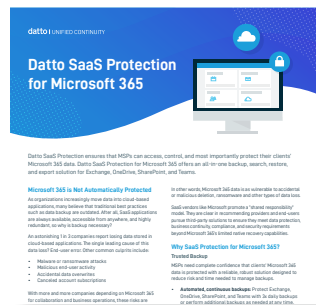 datto | UNIFIED CONTINUITY
Datto SaaS Protection
for Microsoft 365
Datto SaaS Protection ensures that MSPs can access, control, and most importantly protect their clients'
Microsoft 365 data. Datto SaaS Protection for Microsoft 365 offers an all-in-one backup, search, restore,
and export solution for Exchange, OneDrive, SharePoint, and Teams.
Microsoft 365 is Not Automatically Protected
As organizations increasingly move data into cloud-based
applications, many believe that traditional best practices
such as data backup are outdated. After all, SaaS applications
are always available, accessible from anywhere, and highly
redundant, so why is backup necessary?
An astonishing 1 in 3 companies report losing data stored in
cloud-based applications. The single leading cause of this
data loss? End-user error. Other common culprits include:
• Malware or ransomware attacks
• Malicious end-user activity
• Accidental data overwrites
• Canceled account subscriptions
With more and more companies depending on Microsoft 365
for collaboration and business operations, these risks are
In other words, Microsoft 365 data is as vulnerable to accidental
or malicious deletion, ransomware and other types of data loss.
SaaS vendors like Microsoft promote a "shared responsibility"
model. They are clear in recommending providers and end-users
pursue third-party solutions to ensure they meet data protection,
business continuity, compliance, and security requirements
beyond Microsoft 365's limited native recovery capabilities.
Why SaaS Protection for Microsoft 365?
Trusted Backup
MSPs need complete confidence that clients' Microsoft 365
data is protected with a reliable, robust solution designed to
reduce risk and time needed to manage backups.
• Automated, continuous backups: Protect Exchange,
OneDrive, SharePoint, and Teams with 3x daily backups
or perform additional backups as needed at any time.